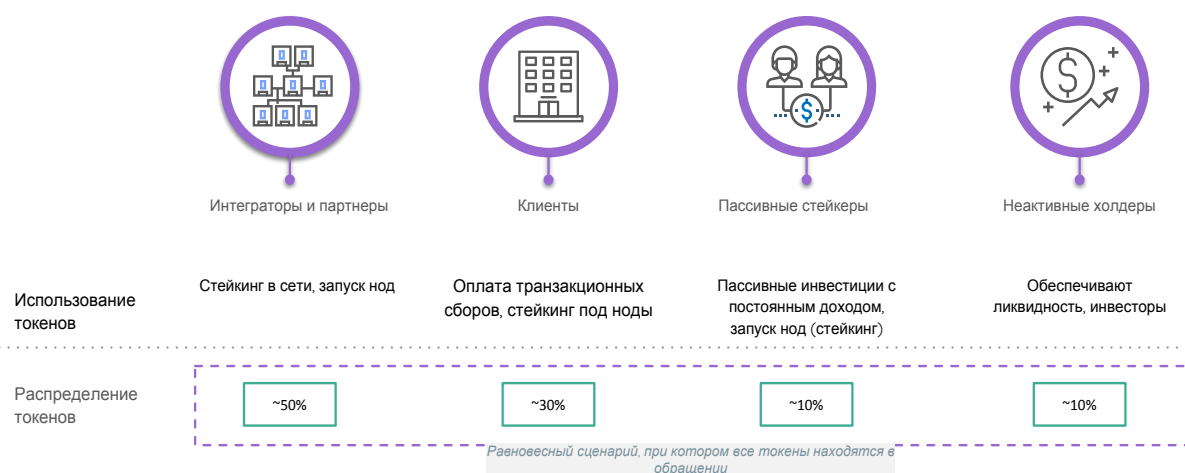 Интеграторы и партнеры
Клиенты
Пассивные стейкеры
Неактивные холдеры
Использование
токенов
Стейкинг в сети, запуск нод
Оплата транзакционных
сборов, стейкинг под ноды
Пассивные инвестиции с
постоянным доходом,
запуск нод (стейкинг)
Обеспечивают
ликвидность, инвесторы
Распределение
токенов
~50%
~30%
~10%
~10%
Равновесный сценарий, при котором все токены находятся в
обращении